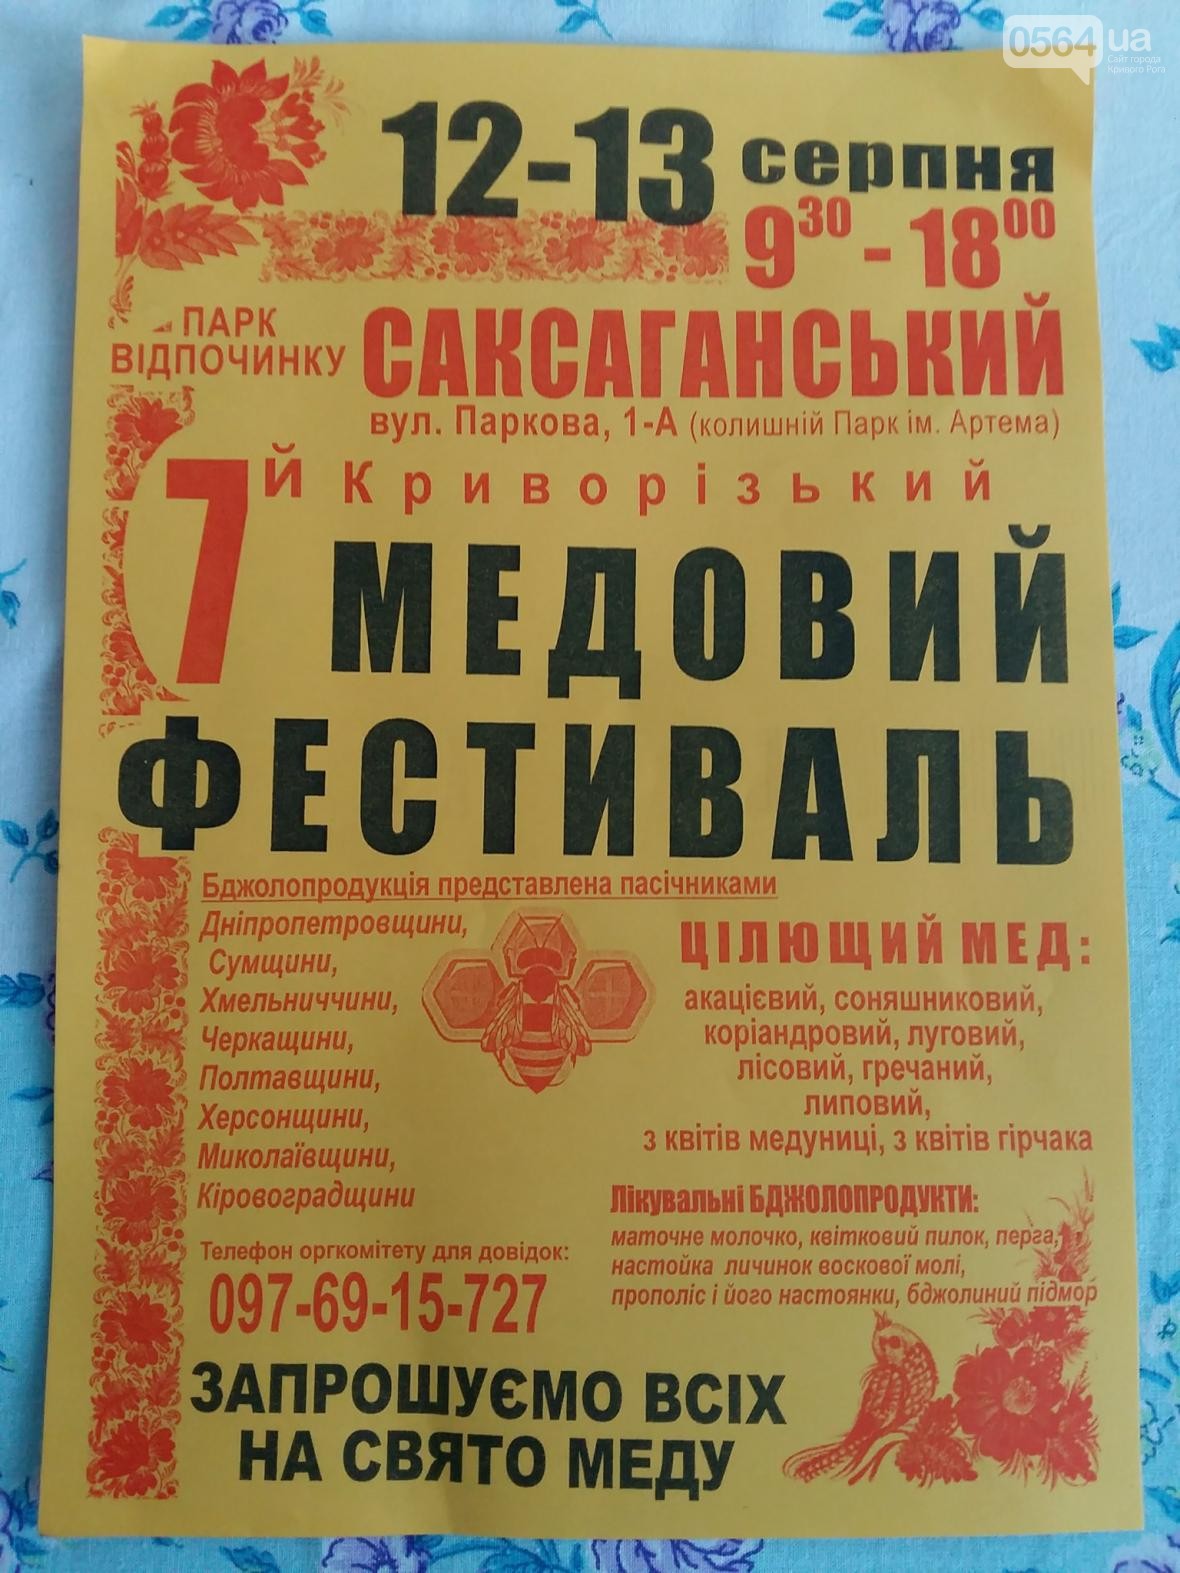 0564.ua
Сайт города
Кривого Рога
12-13 серпня
9³⁰ - 18⁰⁰
ПАРК
ВІДПОЧИНКУ
САКСАГАНСЬКИЙ
вул. Паркова, 1-А (колишній Парк ім. Артема)
7й Криворізький
МЕДОВИЙ
ФЕСТИВАЛЬ
Бджолопродукція представлена пасічниками
Дніпропетровщини,
Сумщини,
Хмельниччини,
Черкащини,
Полтавщини,
Херсонщини,
Миколаївщини,
Кіровоградщини
ЦІЛЮЩИЙ МЕД:
акацієвий, соняшниковий,
коріандровий, луговий,
лісовий, гречаний,
липовий,
з квітів медуниці, з квітів гірчака
Лікувальні БДЖОЛОПРОДУКТИ:
маточне молочко, квітковий пилок, перга,
настойка личинок воскової молі,
прополіс і його настоянки, бджолиний підмор
Телефон оргкомітету для довідок:
097-69-15-727
ЗАПРОШУЄМО ВСІХ
НА СВЯТО МЕДУ